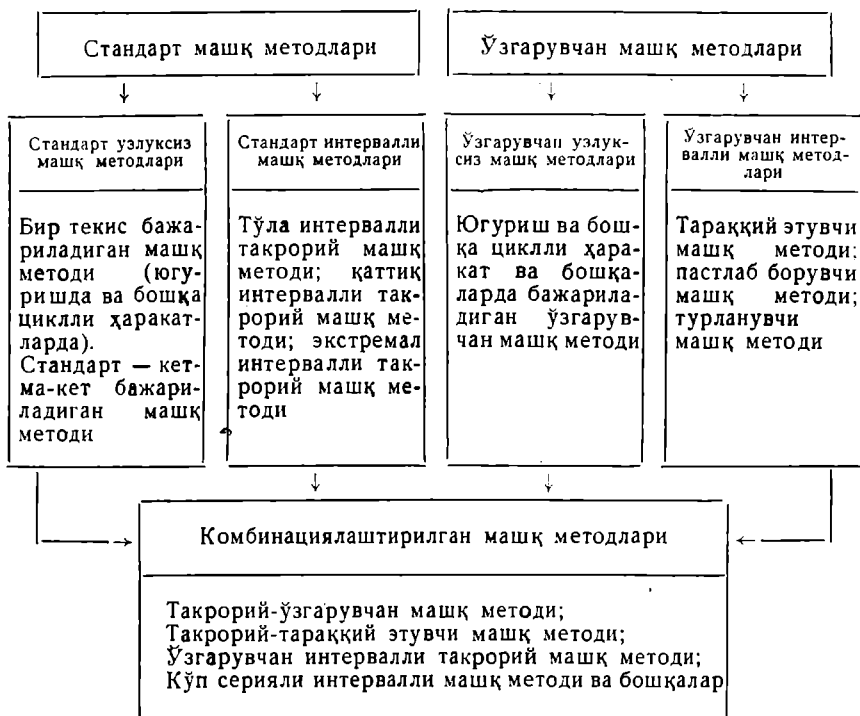 Стандарт машқ методлари
Ўзгарувчан машқ методлари
Стандарт узлуксиз
машқ методлари
Бир текис бажа-
риладиган машқ
методи (югу-
ришда ва бошқа
циклли ҳаракат-
ларда).
Стандарт — кет-
ма-кет бажари-
ладиган машқ
методи
Стандарт интервалли
машқ методлари
Тўла интервалли
такрорий машқ
методи; қаттиқ
интервалли так-
рорий машқ ме-
тоди; экстремал
интервалли так-
рорий машқ ме-
тоди
Ўзгарувчан узлук-
сиз машқ методлари
Югуриш ва бош-
қа циклли ҳара-
кат ва бошқа-
ларда бажарила-
диган ўзгарув-
чан машқ методи
Ўзгарувчан интер-
валли машқ метод-
лари
Тараққий этувчи
машқ методи;
пастлаб борувчи
машқ методи;
турланувчи
машқ методи
Комбинациялаштирилган машқ методлари
Такрорий-ўзгарувчан машқ методи;
Такрорий-тараққий этувчи машқ методи;
Ўзгарувчан интервалли такрорий машқ методи;
Кўп серияли интервалли машқ методи ва бошқалар